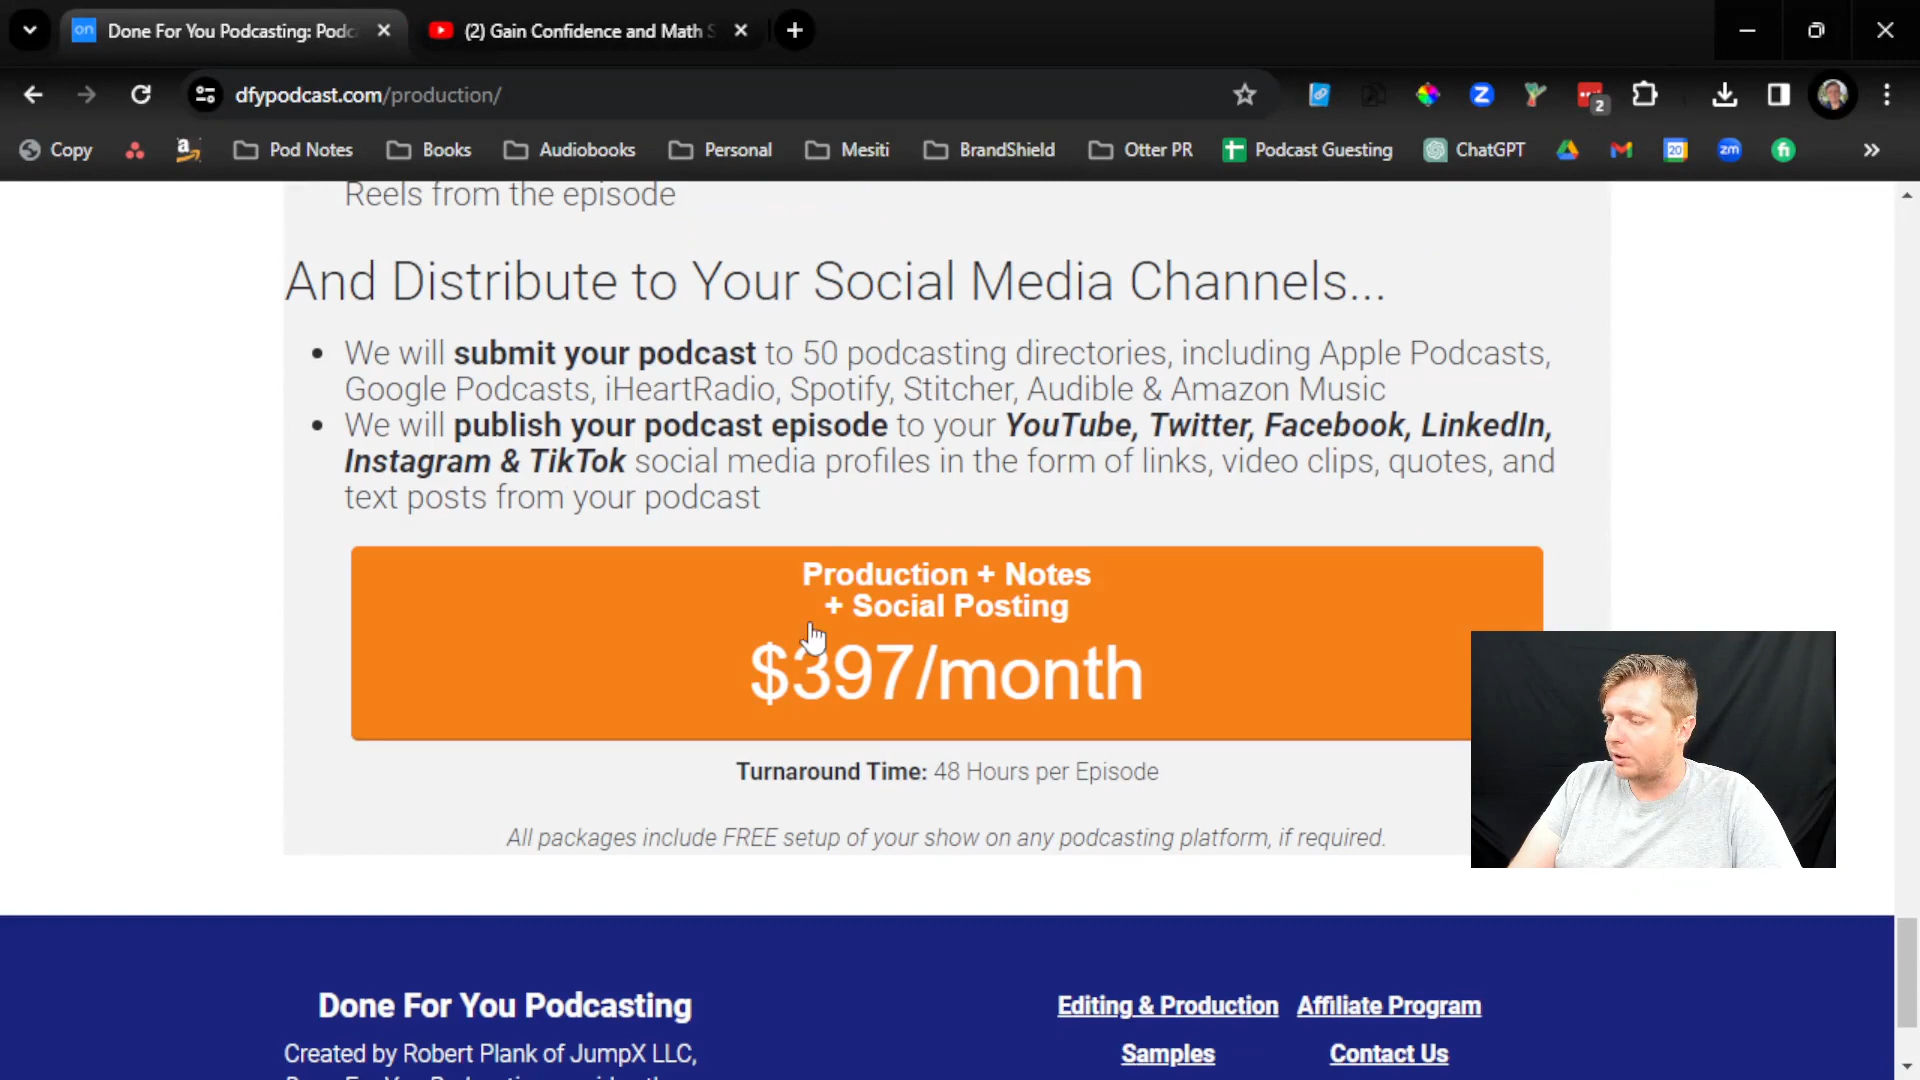 on Done For You Podcasting: Podc
(2) Gain Confidence and Math S
dfypodcast.com/production/
2
Copy
Pod Notes
Books
Audiobooks
Personal
Mesiti
BrandShield
Otter PR
Podcast Guesting
ChatGPT
20
zm
Reels from the episode
And Distribute to Your Social Media Channels...
• We will submit your podcast to 50 podcasting directories, including Apple Podcasts,
Google Podcasts, iHeartRadio, Spotify, Stitcher, Audible & Amazon Music
• We will publish your podcast episode to your YouTube, Twitter, Facebook, LinkedIn,
Instagram & TikTok social media profiles in the form of links, video clips, quotes, and
text posts from your podcast
Production + Notes
+ Social Posting
$397/month
Turnaround Time: 48 Hours per Episode
All packages include FREE setup of your show on any podcasting platform, if required.
Done For You Podcasting
Editing & Production
Affiliate Program
Created by Robert Plank of JumpX LLC,
Samples
Contact Us